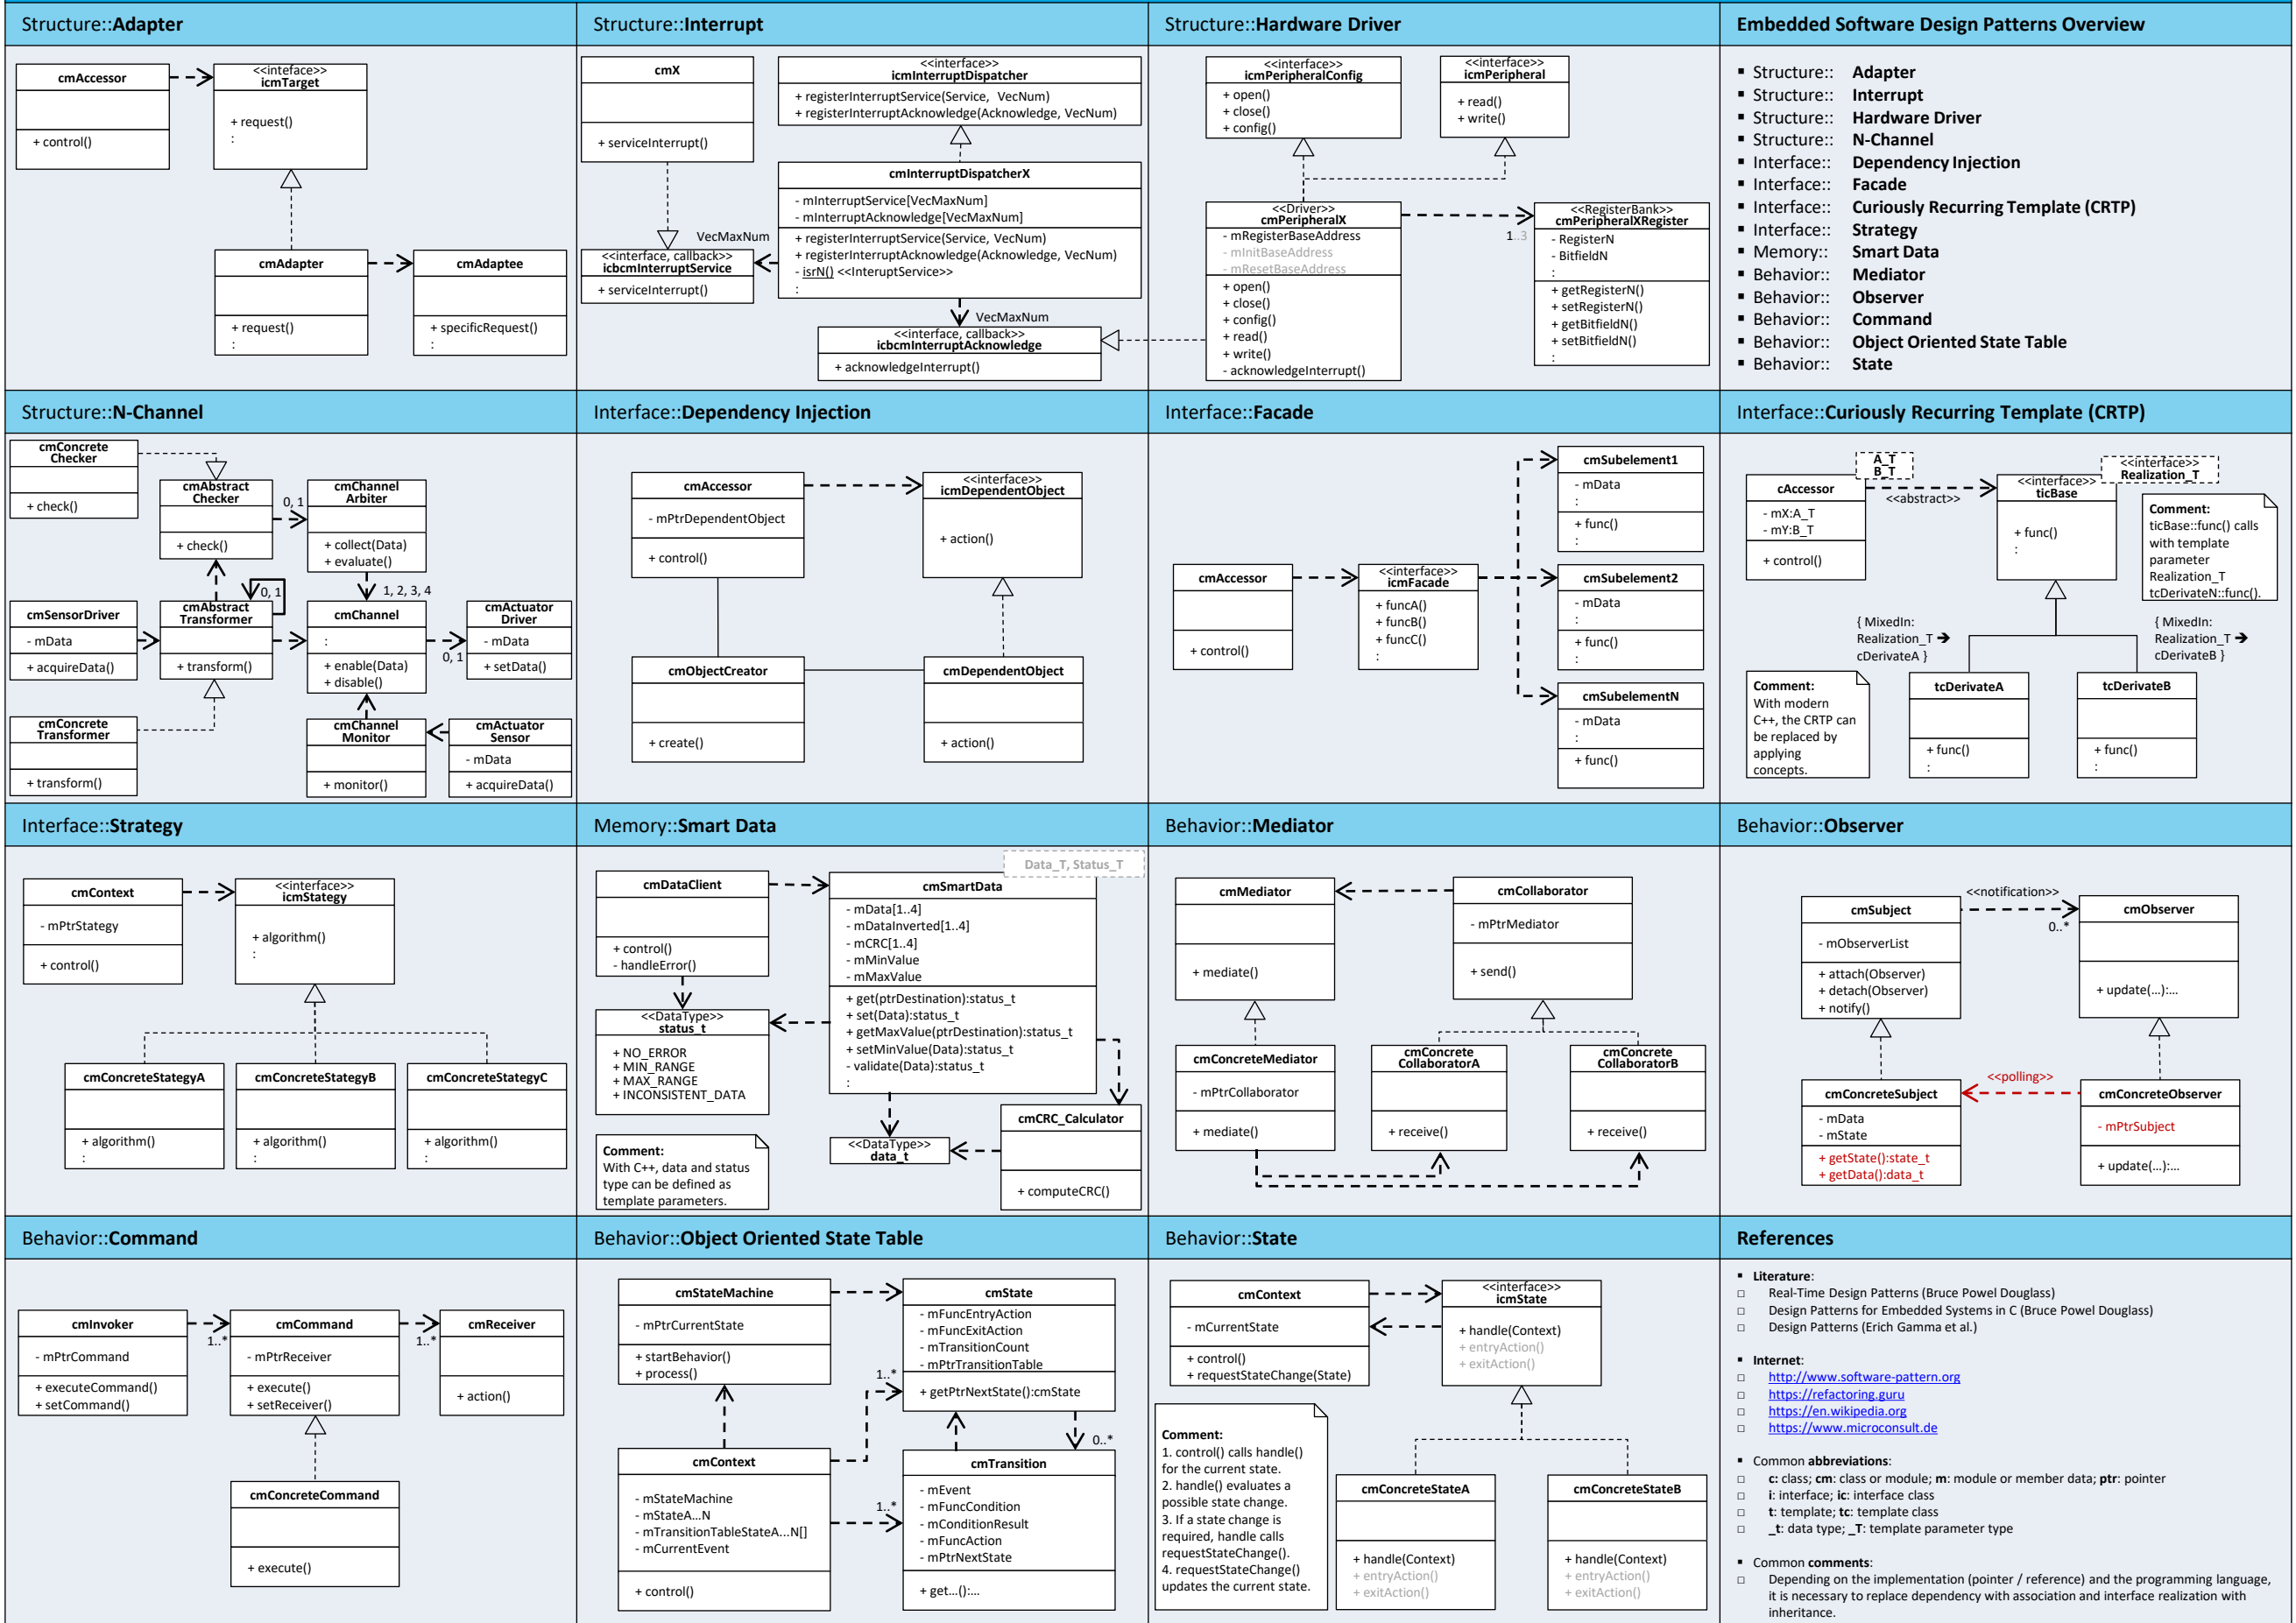 Structure::Adapter
cmAccessor
+ control()
<<inteface>>
icmTarget
+ request()
:
cmAdapter
+ request()
:
cmAdaptee
+ specificRequest()
:
Structure::Interrupt
cmX
+ serviceInterrupt()
<<interface>>
icmInterruptDispatcher
+ registerInterruptService(Service, VecNum)
+ registerInterruptAcknowledge(Acknowledge, VecNum)
cmInterruptDispatcherX
- mInterruptService[VecMaxNum]
- mInterruptAcknowledge[VecMaxNum]
+ registerInterruptService(Service, VecNum)
+ registerInterruptAcknowledge(Acknowledge, VecNum)
- isrN() <<InteruptService>>
:
VecMaxNum
<<interface, callback>>
icbcmInterruptService
+ serviceInterrupt()
VecMaxNum
<<interface, callback>>
icbcmInterruptAcknowledge
+ acknowledgeInterrupt()
Structure::Hardware Driver
<<interface>>
icmPeripheralConfig
+ open()
+ close()
+ config()
<<interface>>
icmPeripheral
+ read()
+ write()
<<Driver>>
cmPeripheralX
- mRegisterBaseAddress
- mInitBaseAddress
- mResetBaseAddress
+ open()
+ close()
+ config()
+ read()
+ write()
- acknowledgeInterrupt()
1..3
<<RegisterBank>>
cmPeripheralXRegister
- RegisterN
- BitfieldN
:
+ getRegisterN()
+ setRegisterN()
+ getBitfieldN()
+ setBitfieldN()
:
Embedded Software Design Patterns Overview
▪ Structure:: Adapter
▪ Structure:: Interrupt
▪ Structure:: Hardware Driver
▪ Structure:: N-Channel
▪ Interface:: Dependency Injection
▪ Interface:: Facade
▪ Interface:: Curiously Recurring Template (CRTP)
▪ Interface:: Strategy
▪ Memory:: Smart Data
▪ Behavior:: Mediator
▪ Behavior:: Observer
▪ Behavior:: Command
▪ Behavior:: Object Oriented State Table
▪ Behavior:: State
Structure::N-Channel
cmConcrete
Checker
+ check()
cmAbstract
Checker
+ check()
0, 1
cmChannel
Arbiter
+ collect(Data)
+ evaluate()
0, 1
1, 2, 3, 4
cmSensorDriver
- mData
+ acquireData()
cmAbstract
Transformer
+ transform()
cmChannel
:
+ enable(Data)
+ disable()
0, 1
cmActuator
Driver
- mData
+ setData()
cmConcrete
Transformer
+ transform()
cmChannel
Monitor
+ monitor()
cmActuator
Sensor
- mData
+ acquireData()
Interface::Dependency Injection
cmAccessor
- mPtrDependentObject
+ control()
<<interface>>
icmDependentObject
+ action()
cmObjectCreator
+ create()
cmDependentObject
+ action()
Interface::Facade
cmAccessor
+ control()
<<interface>>
icmFacade
+ funcA()
+ funcB()
+ funcC()
:
cmSubelement1
- mData
:
+ func()
:
cmSubelement2
- mData
:
+ func()
:
cmSubelementN
- mData
:
+ func()
Interface::Curiously Recurring Template (CRTP)
A_T
B_T
cAccessor
- mX:A_T
- mY:B_T
+ control()
<<abstract>>
<<interface>>
Realization_T
<<interface>>
ticBase
+ func()
:
Comment:
ticBase::func() calls
with template
parameter
Realization_T
tcDerivateN::func().
{ MixedIn:
Realization_T ➔
cDerivateA }
{ MixedIn:
Realization_T ➔
cDerivateB }
Comment:
With modern
C++, the CRTP can
be replaced by
applying
concepts.
tcDerivateA
+ func()
:
tcDerivateB
+ func()
:
Interface::Strategy
cmContext
- mPtrStategy
+ control()
<<interface>>
icmStategy
+ algorithm()
:
cmConcreteStategyA
+ algorithm()
:
cmConcreteStategyB
+ algorithm()
:
cmConcreteStategyC
+ algorithm()
:
Memory::Smart Data
Data_T, Status_T
cmDataClient
+ control()
- handleError()
cmSmartData
- mData[1..4]
- mDataInverted[1..4]
- mCRC[1..4]
- mMinValue
- mMaxValue
+ get(ptrDestination):status_t
+ set(Data):status_t
+ getMaxValue(ptrDestination):status_t
+ setMinValue(Data):status_t
- validate(Data):status_t
:
<<DataType>>
status_t
+ NO_ERROR
+ MIN_RANGE
+ MAX_RANGE
+ INCONSISTENT_DATA
Comment:
With C++, data and status
type can be defined as
template parameters.
<<DataType>>
data_t
cmCRC_Calculator
+ computeCRC()
Behavior::Mediator
cmMediator
+ mediate()
cmCollaborator
- mPtrMediator
+ send()
cmConcreteMediator
- mPtrCollaborator
+ mediate()
cmConcrete
CollaboratorA
+ receive()
cmConcrete
CollaboratorB
+ receive()
Behavior::Observer
cmSubject
- mObserverList
+ attach(Observer)
+ detach(Observer)
+ notify()
<<notification>>
0..*
cmObserver
+ update(...):...
cmConcreteSubject
- mData
- mState
+ getState():state_t
+ getData():data_t
<<polling>>
cmConcreteObserver
- mPtrSubject
+ update(...):...
Behavior::Command
cmInvoker
- mPtrCommand
+ executeCommand()
+ setCommand()
1..*
cmCommand
- mPtrReceiver
+ execute()
+ setReceiver()
1..*
cmReceiver
+ action()
cmConcreteCommand
+ execute()
Behavior::Object Oriented State Table
cmStateMachine
- mPtrCurrentState
+ startBehavior()
+ process()
cmState
- mFuncEntryAction
- mFuncExitAction
- mTransitionCount
- mPtrTransitionTable
+ getPtrNextState():cmState
1..*
0..*
cmContext
- mStateMachine
- mStateA...N
- mTransitionTableStateA...N[]
- mCurrentEvent
+ control()
1..*
cmTransition
- mEvent
- mFuncCondition
- mConditionResult
- mFuncAction
- mPtrNextState
+ get...():...
Behavior::State
cmContext
- mCurrentState
+ control()
+ requestStateChange(State)
<<interface>>
icmState
+ handle(Context)
+ entryAction()
+ exitAction()
Comment:
1. control() calls handle()
for the current state.
2. handle() evaluates a
possible state change.
3. If a state change is
required, handle calls
requestStateChange().
4. requestStateChange()
updates the current state.
cmConcreteStateA
+ handle(Context)
+ entryAction()
+ exitAction()
cmConcreteStateB
+ handle(Context)
+ entryAction()
+ exitAction()
References
▪ Literature:
□ Real-Time Design Patterns (Bruce Powel Douglass)
□ Design Patterns for Embedded Systems in C (Bruce Powel Douglass)
□ Design Patterns (Erich Gamma et al.)
▪ Internet:
□ http://www.software-pattern.org
□ https://refactoring.guru
□ https://en.wikipedia.org
□ https://www.microconsult.de
▪ Common abbreviations:
□ c: class; cm: class or module; m: module or member data; ptr: pointer
□ i: interface; ic: interface class
□ t: template; tc: template class
□ _t: data type; _T: template parameter type
▪ Common comments:
□ Depending on the implementation (pointer / reference) and the programming language,
it is necessary to replace dependency with association and interface realization with
inheritance.